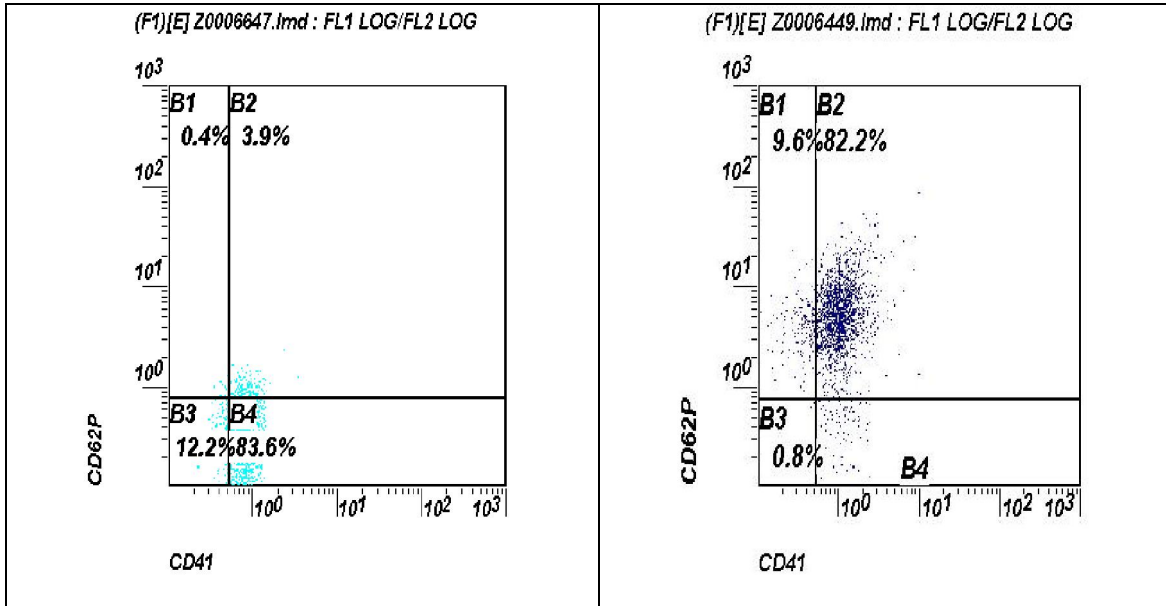 (F1)[E] Z0006647.lmd : FL1 LOG/FL2 LOG
10³
B1 B2
0.4% 3.9%
10²
10¹
10⁰
B3 B4
12.2% 83.6%
CD62P
10⁰ 10¹ 10² 10³
CD41
(F1)[E] Z0006449.lmd : FL1 LOG/FL2 LOG
10³
B1 B2
9.6% 82.2%
10²
10¹
10⁰
B3
0.8%
B4
CD62P
10⁰ 10¹ 10² 10³
CD41